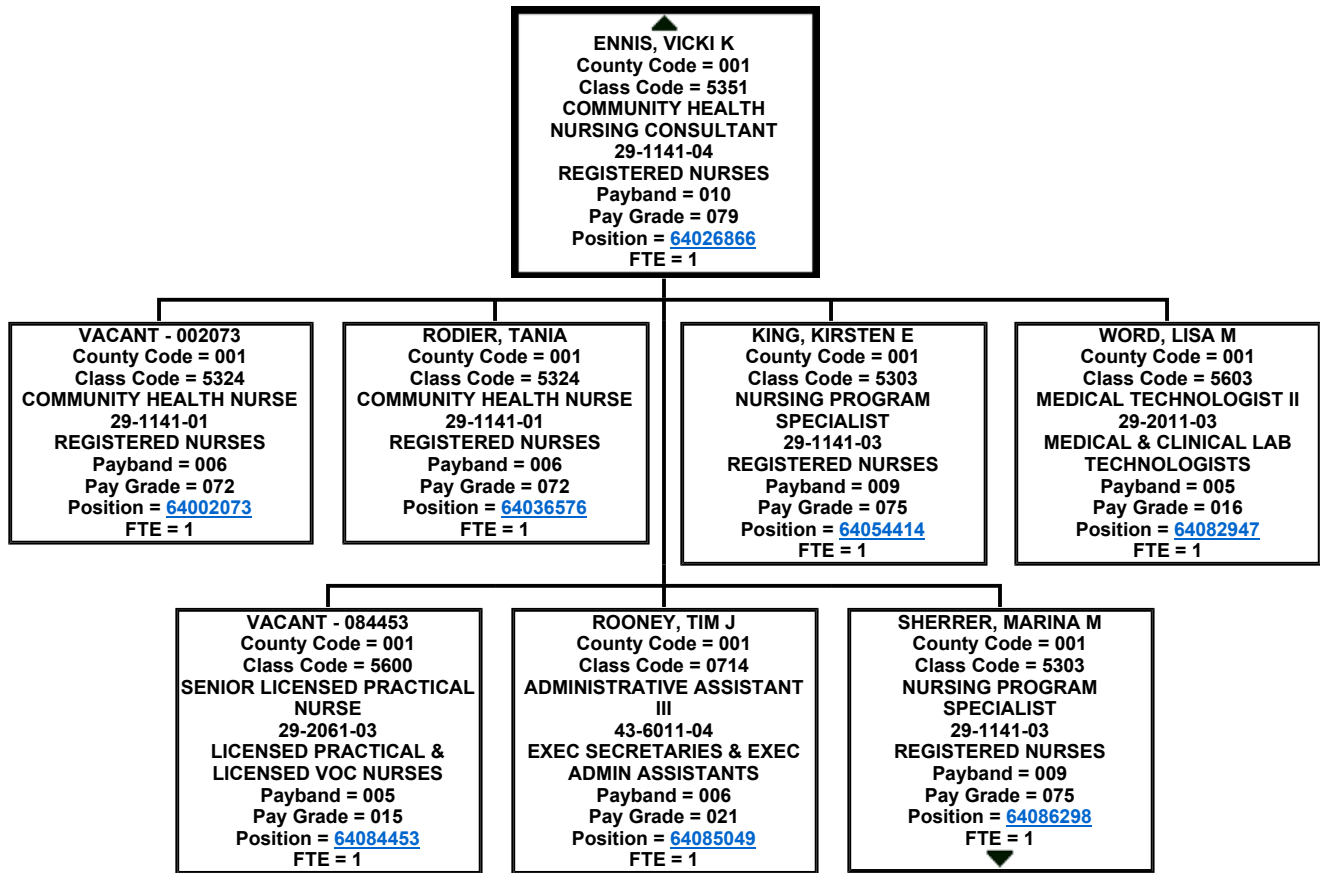 ENNIS, VICKI K
County Code = 001
Class Code = 5351
COMMUNITY HEALTH
NURSING CONSULTANT
29-1141-04
REGISTERED NURSES
Payband = 010
Pay Grade = 079
Position = 64026866
FTE = 1
VACANT - 002073
County Code = 001
Class Code = 5324
COMMUNITY HEALTH NURSE
29-1141-01
REGISTERED NURSES
Payband = 006
Pay Grade = 072
Position = 64002073
FTE = 1
RODIER, TANIA
County Code = 001
Class Code = 5324
COMMUNITY HEALTH NURSE
29-1141-01
REGISTERED NURSES
Payband = 006
Pay Grade = 072
Position = 64036576
FTE = 1
KING, KIRSTEN E
County Code = 001
Class Code = 5303
NURSING PROGRAM
SPECIALIST
29-1141-03
REGISTERED NURSES
Payband = 009
Pay Grade = 075
Position = 64054414
FTE = 1
WORD, LISA M
County Code = 001
Class Code = 5603
MEDICAL TECHNOLOGIST II
29-2011-03
MEDICAL & CLINICAL LAB
TECHNOLOGISTS
Payband = 005
Pay Grade = 016
Position = 64082947
FTE = 1
VACANT - 084453
County Code = 001
Class Code = 5600
SENIOR LICENSED PRACTICAL
NURSE
29-2061-03
LICENSED PRACTICAL &
LICENSED VOC NURSES
Payband = 005
Pay Grade = 015
Position = 64084453
FTE = 1
ROONEY, TIM J
County Code = 001
Class Code = 0714
ADMINISTRATIVE ASSISTANT
III
43-6011-04
EXEC SECRETARIES & EXEC
ADMIN ASSISTANTS
Payband = 006
Pay Grade = 021
Position = 64085049
FTE = 1
SHERRER, MARINA M
County Code = 001
Class Code = 5303
NURSING PROGRAM
SPECIALIST
29-1141-03
REGISTERED NURSES
Payband = 009
Pay Grade = 075
Position = 64086298
FTE = 1